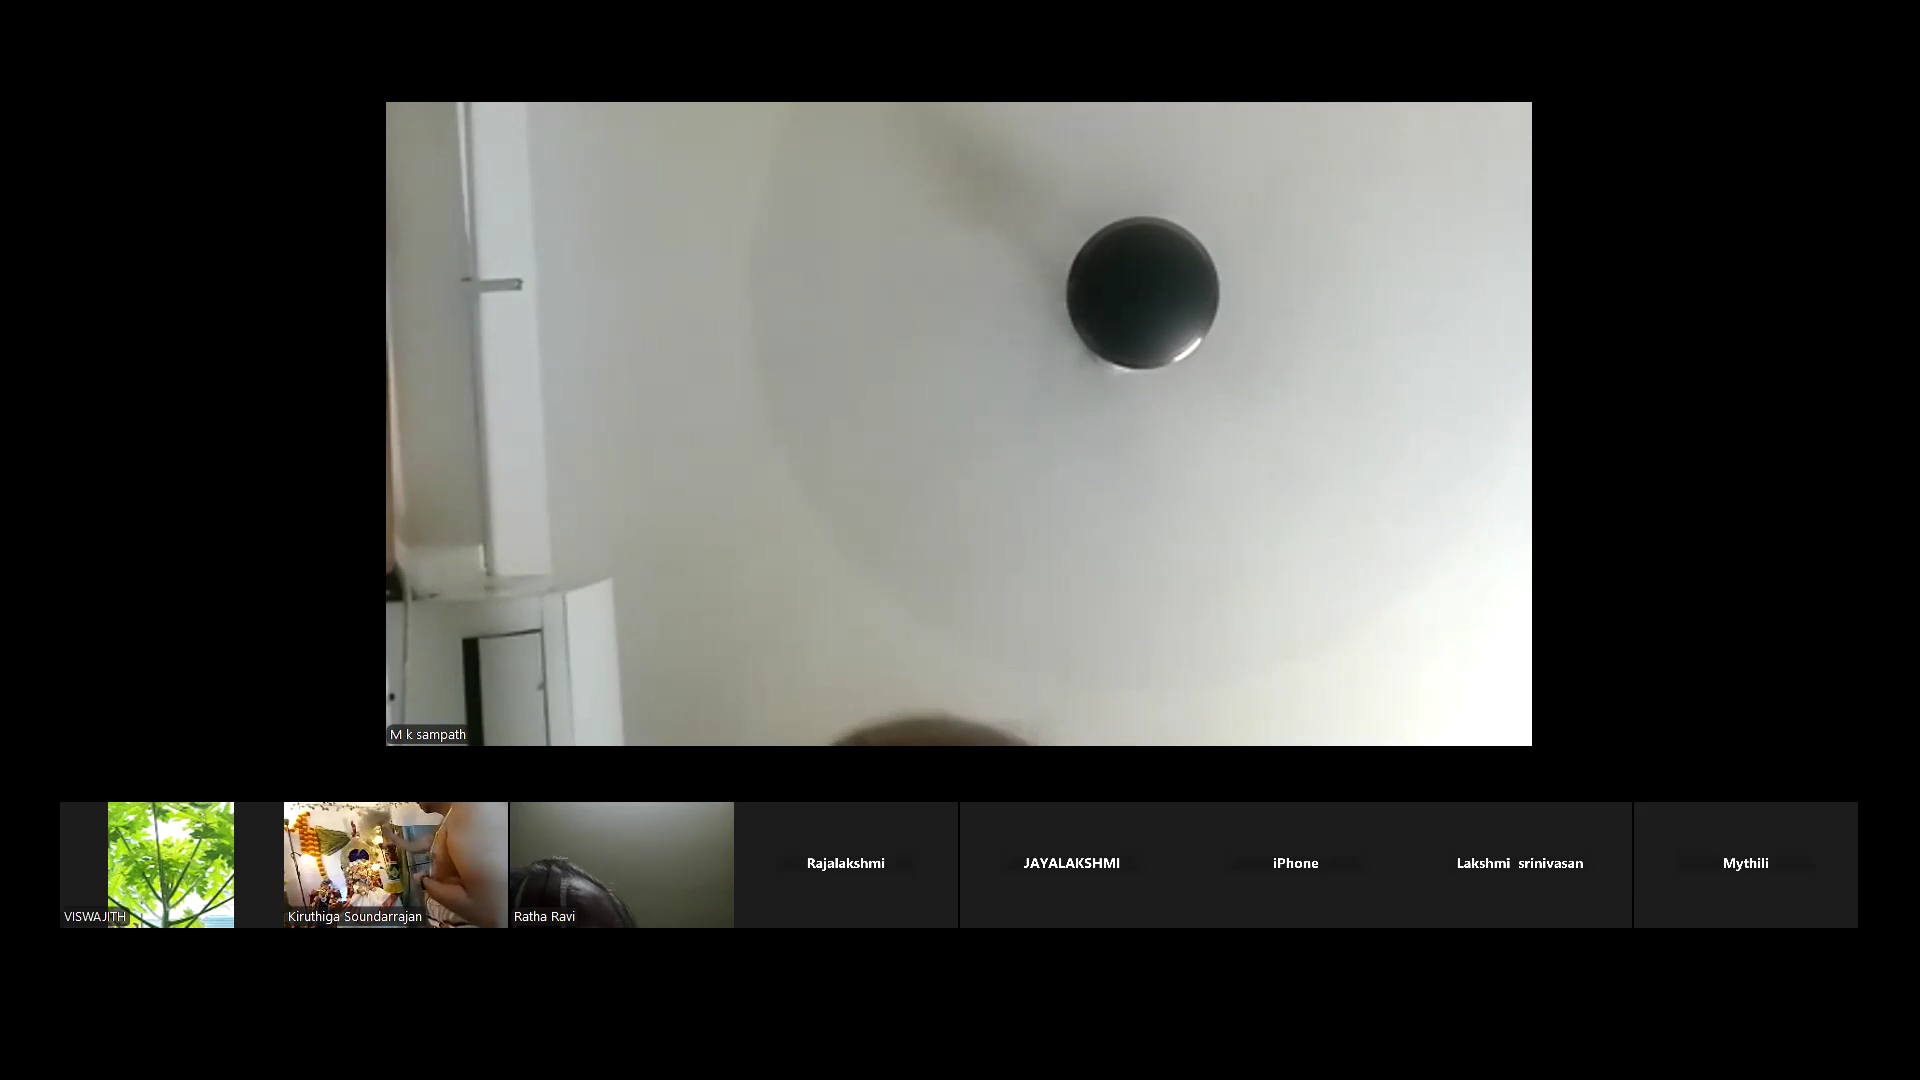 M k sampath
VISWAJITH
Kiruthiga Soundarrajan
Ratha Ravi
Rajalakshmi
JAYALAKSHMI
iPhone
Lakshmi srinivasan
Mythili